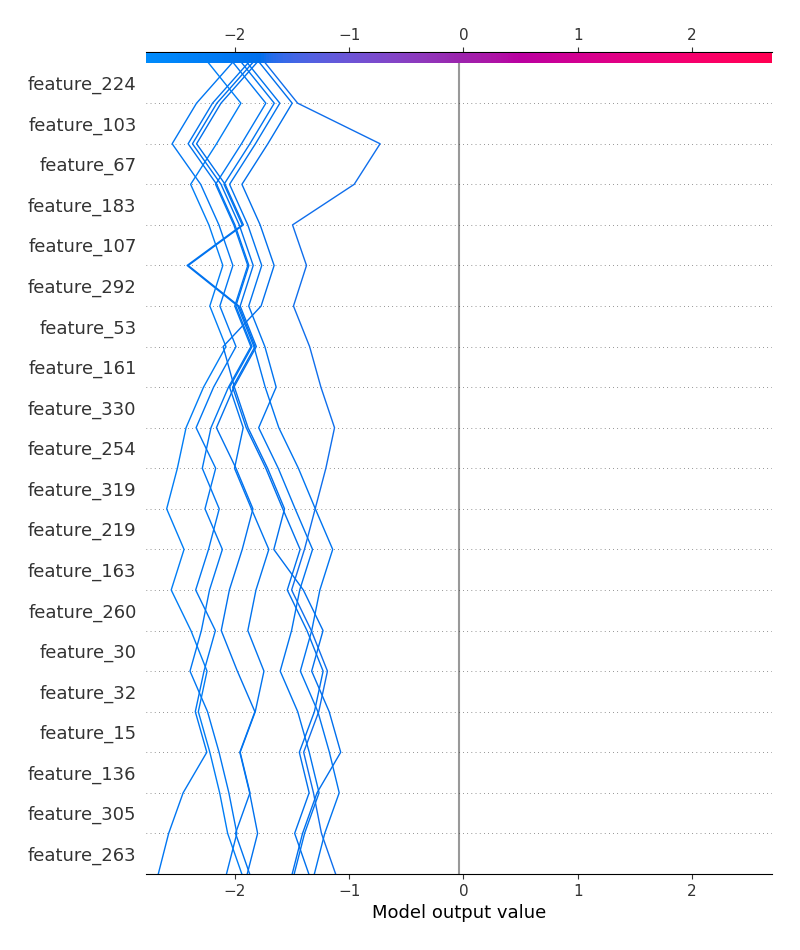 −2 −1 0 1 2
feature_224
feature_103
feature_67
feature_183
feature_107
feature_292
feature_53
feature_161
feature_330
feature_254
feature_319
feature_219
feature_163
feature_260
feature_30
feature_32
feature_15
feature_136
feature_305
feature_263
−2 −1 0 1 2
Model output value